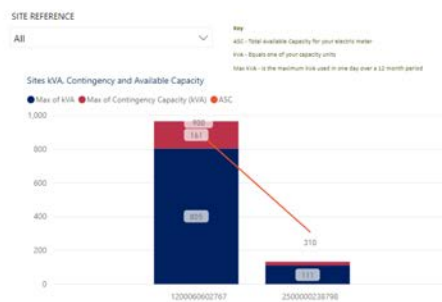 SITE REFERENCE
All
Key
ASC - Total Available Capacity for your electric meter
kVA - Equals one of your capacity units
Max kVA - is the maximum kVA used in one day over a 12 month period
Sites kVA, Contingency and Available Capacity
Max of kVA Max of Contingency Capacity (kVA) ASC
1,000
800
600
400
200
0
161
310
111
1200060602767
2500000238798